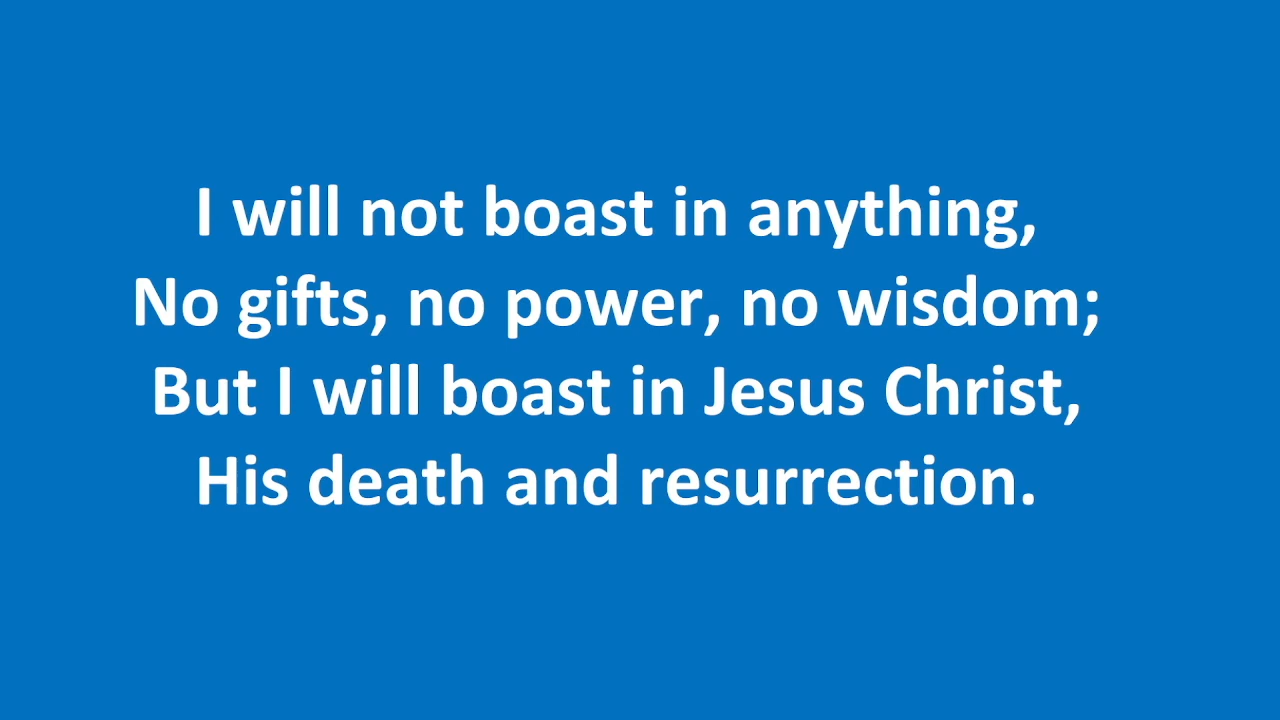 I will not boast in anything,
No gifts, no power, no wisdom;
But I will boast in Jesus Christ,
His death and resurrection.